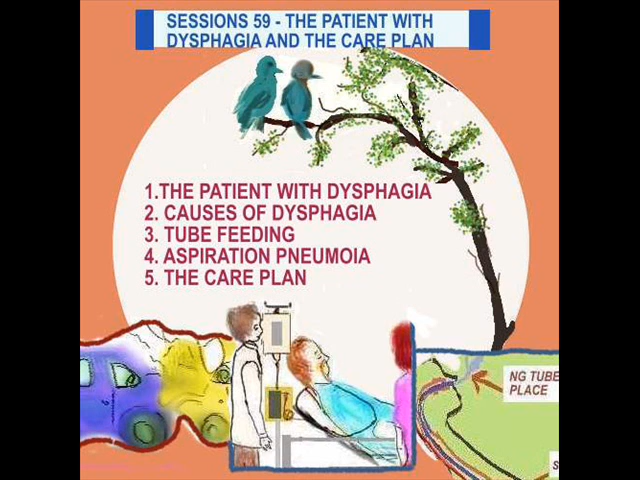 SESSIONS 59 - THE PATIENT WITH
DYSPHAGIA AND THE CARE PLAN
1.THE PATIENT WITH DYSPHAGIA
2. CAUSES OF DYSPHAGIA
3. TUBE FEEDING
4. ASPIRATION PNEUMOIA
5. THE CARE PLAN
NG TUBE
PLACE
S